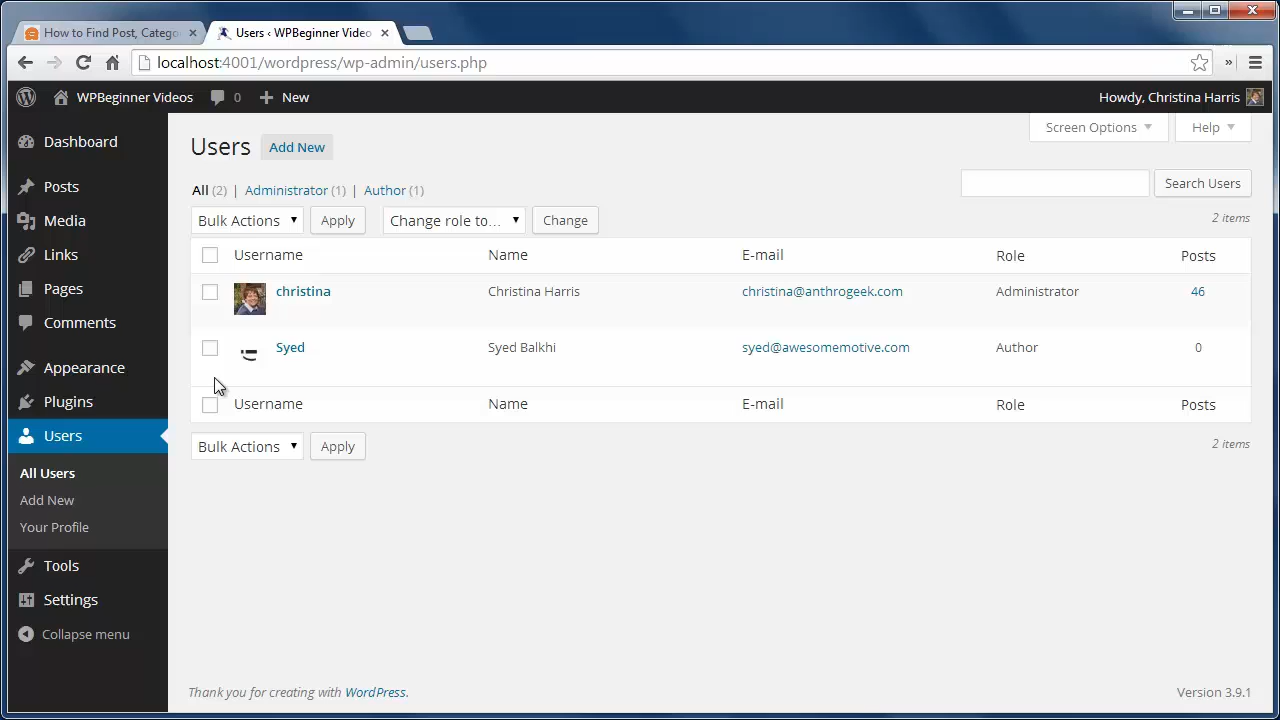 How to Find Post, Catego
Users ‹ WPBeginner Video
localhost:4001/wordpress/wp-admin/users.php
WPBeginner Videos 0 New Howdy, Christina Harris
Screen Options Help
Dashboard
Posts
Media
Links
Pages
Comments
Appearance
Plugins
Users
All Users
Add New
Your Profile
Tools
Settings
Collapse menu
Users Add New
All (2) | Administrator (1) | Author (1)
Search Users
Bulk Actions Apply Change role to... Change
2 items
Username Name E-mail Role Posts
christina Christina Harris christina@anthrogeek.com Administrator 46
Syed Syed Balkhi syed@awesomemotive.com Author 0
Username Name E-mail Role Posts
Bulk Actions Apply
2 items
Thank you for creating with WordPress.
Version 3.9.1